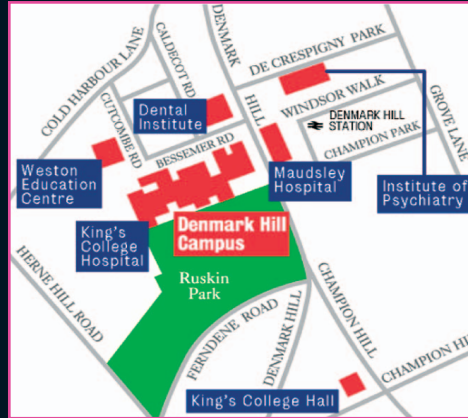 COLD HARBOUR LANE
CALDECOT RD
DENMARK
HILL
DE CRESPIGNY PARK
GROVE LANE
WINDSOR WALK
DENMARK HILL
STATION
CHAMPION PARK
CUTCOMBE RD
Dental
Institute
BESSEMER RD
Weston
Education
Centre
Maudsley
Hospital
Institute of
Psychiatry
King's
College
Hospital
Denmark Hill
Campus
HERNE HILL ROAD
Ruskin
Park
FERNDENE ROAD
DENMARK HILL
CHAMPION HILL
CHAMPION HI
King's College Hall